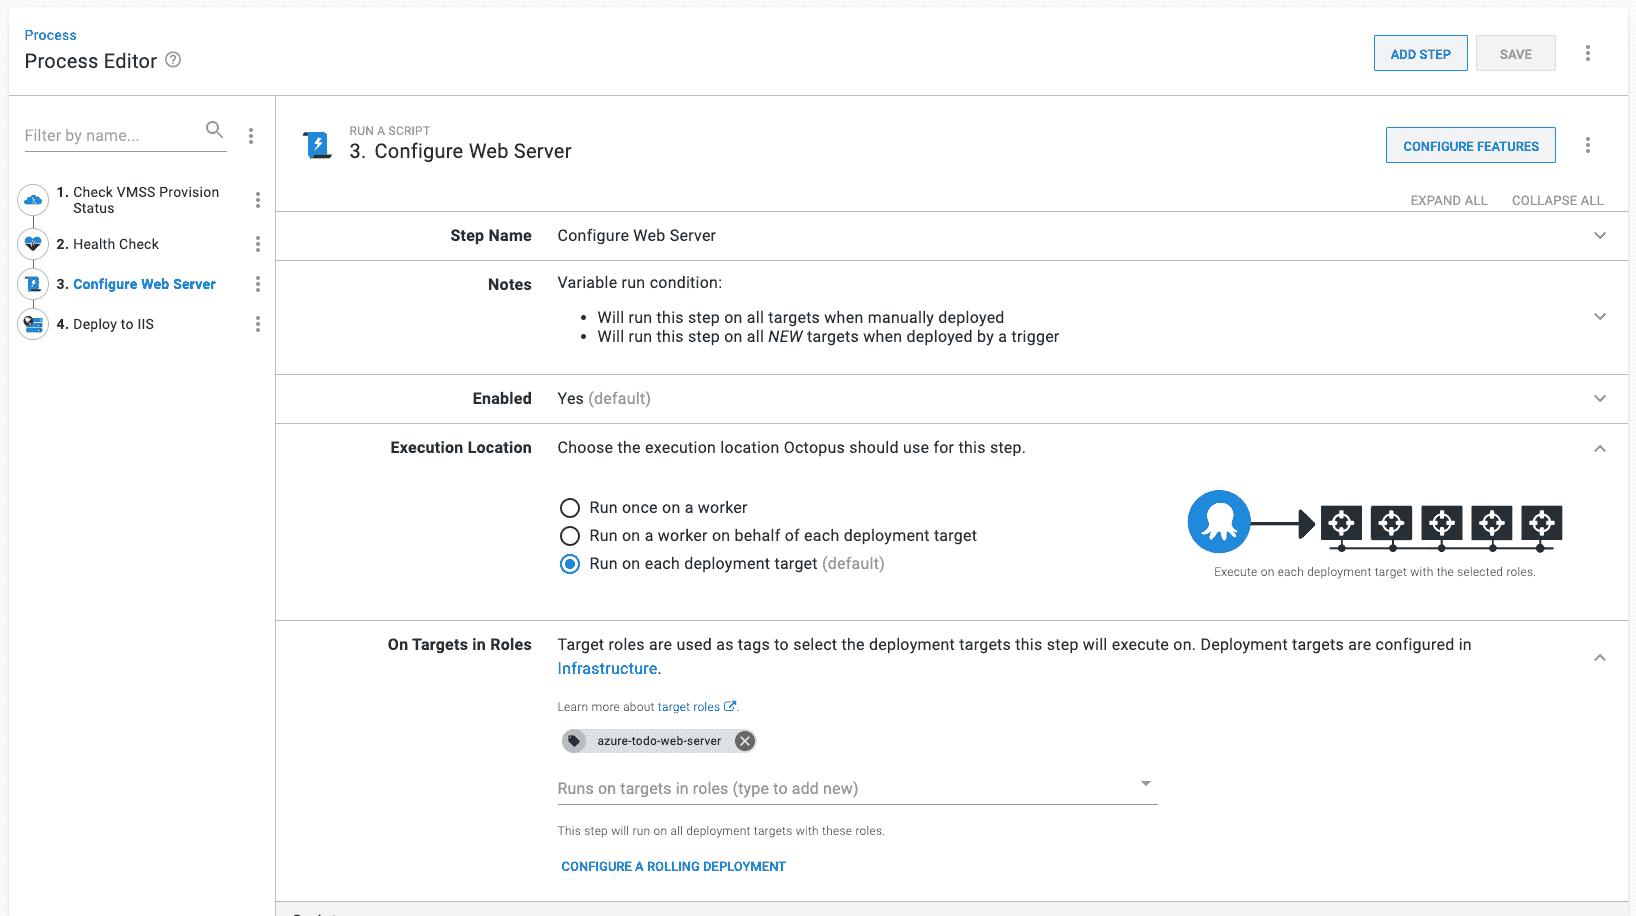 Process
Process Editor
ADD STEP
SAVE
Filter by name...
1. Check VMSS Provision
Status
2. Health Check
3. Configure Web Server
4. Deploy to IIS
RUN A SCRIPT
3. Configure Web Server
CONFIGURE FEATURES
EXPAND ALL
COLLAPSE ALL
Step Name
Configure Web Server
Notes
Variable run condition:
• Will run this step on all targets when manually deployed
• Will run this step on all NEW targets when deployed by a trigger
Enabled
Yes (default)
Execution Location
Choose the execution location Octopus should use for this step.
Run once on a worker
Run on a worker on behalf of each deployment target
Run on each deployment target (default)
Execute on each deployment target with the selected roles.
On Targets in Roles
Target roles are used as tags to select the deployment targets this step will execute on. Deployment targets are configured in
Infrastructure.
Learn more about target roles.
azure-todo-web-server
Runs on targets in roles (type to add new)
This step will run on all deployment targets with these roles.
CONFIGURE A ROLLING DEPLOYMENT